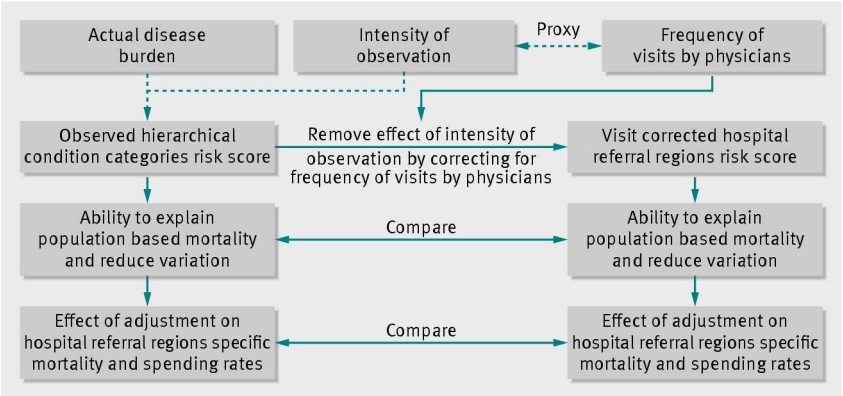 Actual disease
burden
Intensity of
observation
Proxy
Frequency of
visits by physicians
Observed hierarchical
condition categories risk score
Remove effect of intensity of
observation by correcting for
frequency of visits by physicians
Visit corrected hospital
referral regions risk score
Ability to explain
population based mortality
and reduce variation
Compare
Ability to explain
population based mortality
and reduce variation
Effect of adjustment on
hospital referral regions specific
mortality and spending rates
Compare
Effect of adjustment on
hospital referral regions specific
mortality and spending rates